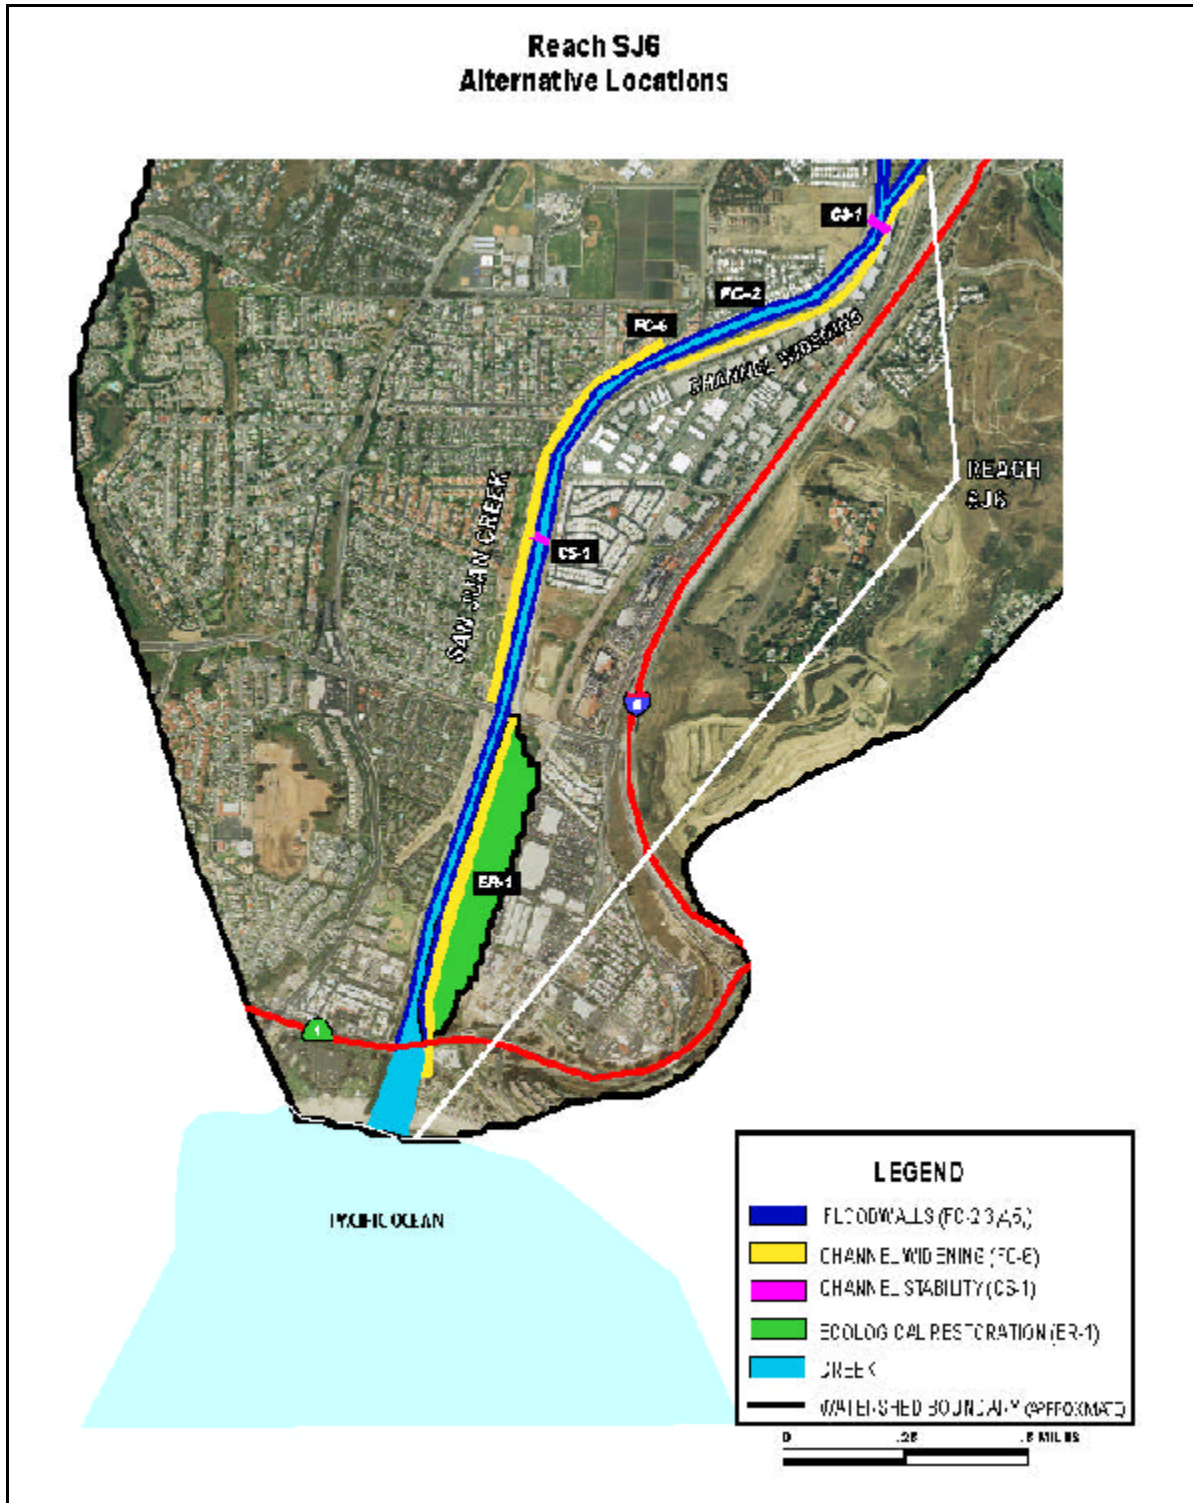 Reach SJ6
Alternative Locations
CS-1
FC-2
FC-6
CHANNEL WIDENING
REACH
SJ6
SAN JUAN CREEK
CS-1
5
ER-1
1
PACIFIC OCEAN
LEGEND
FLOODWALLS (FC-2,3,4,5,)
CHANNEL WIDENING (FC-6)
CHANNEL STABILITY (CS-1)
ECOLOGICAL RESTORATION (ER-1)
CREEK
WATERSHED BOUNDARY (APPROXIMATE)
0 .25 .5 MILES